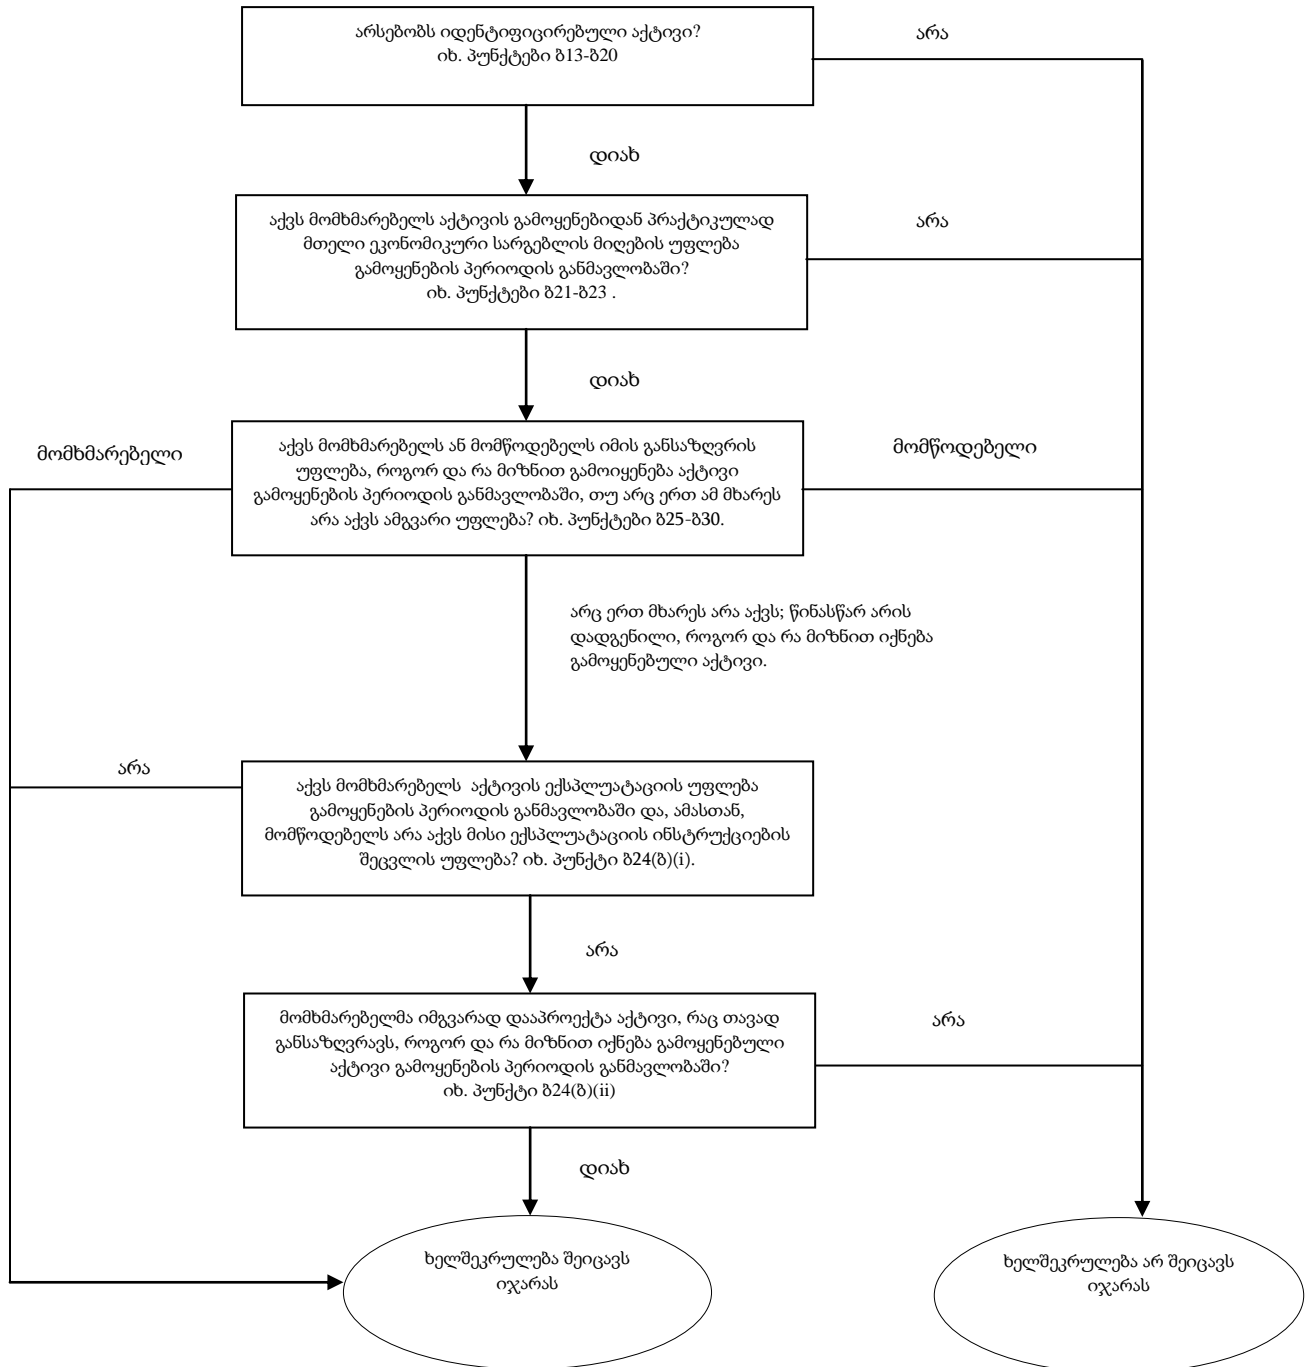 არსებობს იდენტიფიცირებული აქტივი?
იხ. პუნქტები ბ13-ბ20
არა
დიახ
აქვს მომხმარებელს აქტივის გამოყენებიდან პრაქტიკულად
მთელი ეკონომიკური სარგებლის მიღების უფლება
გამოყენების პერიოდის განმავლობაში?
იხ. პუნქტები ბ21-ბ23 .
არა
დიახ
მომხმარებელი
აქვს მომხმარებელს ან მომწოდებელს იმის განსაზღვრის
უფლება, როგორ და რა მიზნით გამოიყენება აქტივი
გამოყენების პერიოდის განმავლობაში, თუ არც ერთ ამ მხარეს
არა აქვს ამგვარი უფლება? იხ. პუნქტები ბ25-ბ30.
მომწოდებელი
არც ერთ მხარეს არა აქვს; წინასწარ არის
დადგენილი, როგორ და რა მიზნით იქნება
გამოყენებული აქტივი.
არა
აქვს მომხმარებელს აქტივის ექსპლუატაციის უფლება
გამოყენების პერიოდის განმავლობაში და, ამასთან,
მომწოდებელს არა აქვს მისი ექსპლუატაციის ინსტრუქციების
შეცვლის უფლება? იხ. პუნქტი ბ24(ბ)(i).
არა
მომხმარებელმა იმგვარად დააპროექტა აქტივი, რაც თავად
განსაზღვრავს, როგორ და რა მიზნით იქნება გამოყენებული
აქტივი გამოყენების პერიოდის განმავლობაში?
იხ. პუნქტი ბ24(ბ)(ii)
არა
დიახ
ხელშეკრულება შეიცავს
იჯარას
ხელშეკრულება არ შეიცავს
იჯარას